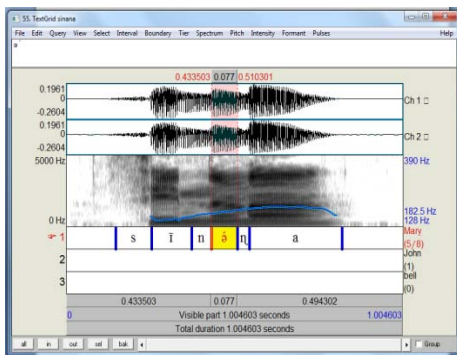 55. TextGrid sinana
File Edit Query View Select Interval Boundary Tier Spectrum Pitch Intensity Formant Pulses Help
0.433503 0.077 0.510301
0.1961
0
-0.2604
Ch 1
0.1961
0
-0.2604
Ch 2
5000 Hz 390 Hz
182.5 Hz
0 Hz 128 Hz
1 s ī n ə́ ɳ a Mary (5/8)
2 John (1)
3 bell (0)
0.433503 0.077 0.494302
0 Visible part 1.004603 seconds 1.004603
Total duration 1.004603 seconds
all in out sel bak Group